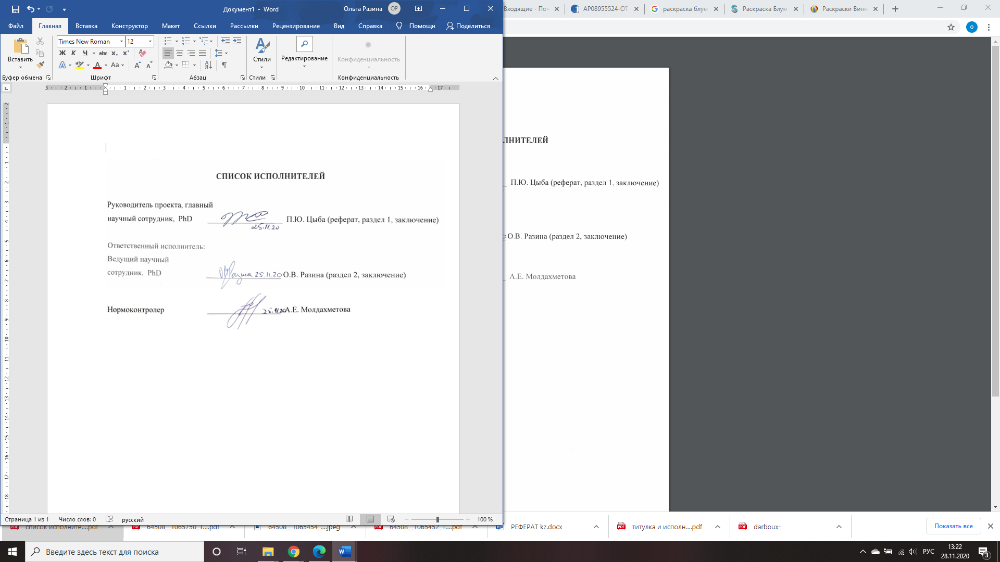 Документ1 - Word
Ольга Разина
ОР
Файл
Главная
Вставка
Конструктор
Макет
Ссылки
Рассылки
Рецензирование
Вид
Справка
Помощн
Поделиться
Вставить
Times New Roman
12
Ж К Ч abc x₂ x²
Аа
Стили
Редактирование
Конфиденциальность
Буфер обмена
Шрифт
Абзац
Стили
Конфиденциальность
СПИСОК ИСПОЛНИТЕЛЕЙ
Руководитель проекта, главный
научный сотрудник, PhD
П.Ю. Цыба (реферат, раздел 1, заключение)
25.11.20
Ответственный исполнитель:
Ведущий научный
сотрудник, PhD
25.11.20 О.В. Разина (раздел 2, заключение)
Нормоконтролер
25.11.20 А.Е. Молдахметова
Страница 1 из 1
Число слов: 0
русский
100 %
Входящие - Поч
AP08955524-ОТ
раскраска блум
Раскраска Блум
Раскраски Винк
о
ЛНИТЕЛЕЙ
П.Ю. Цыба (реферат, раздел 1, заключение)
О.В. Разина (раздел 2, заключение)
А.Е. Молдахметова
список исполните....pdf
64508__1065750_1....pdf
64508__1065454_....jpeg
64508__1065452_1....pdf
РЕФЕРАТ kz.docx
титулка и исполн....pdf
darboux-
Показать все
Введите здесь текст для поиска
РУС
13:22
28.11.2020
3